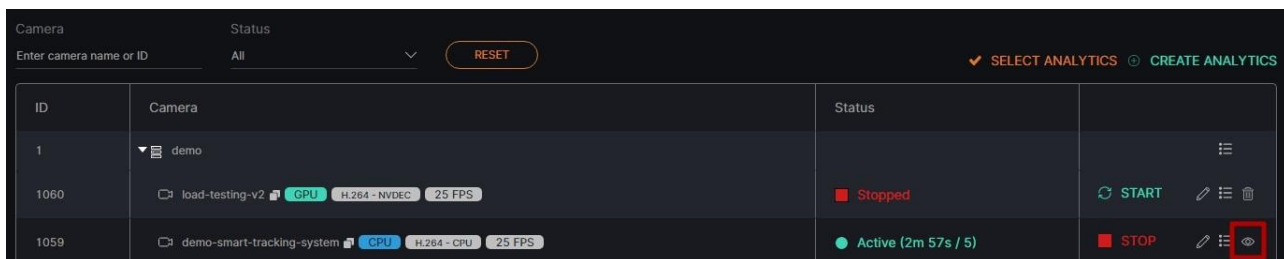 Camera Status
Enter camera name or ID All RESET SELECT ANALYTICS CREATE ANALYTICS
ID Camera Status
1 demo
1060 load-testing-v2 GPU H.264 - NVDEC 25 FPS Stopped START
1059 demo-smart-tracking-system CPU H.264 - CPU 25 FPS Active (2m 57s / 5) STOP